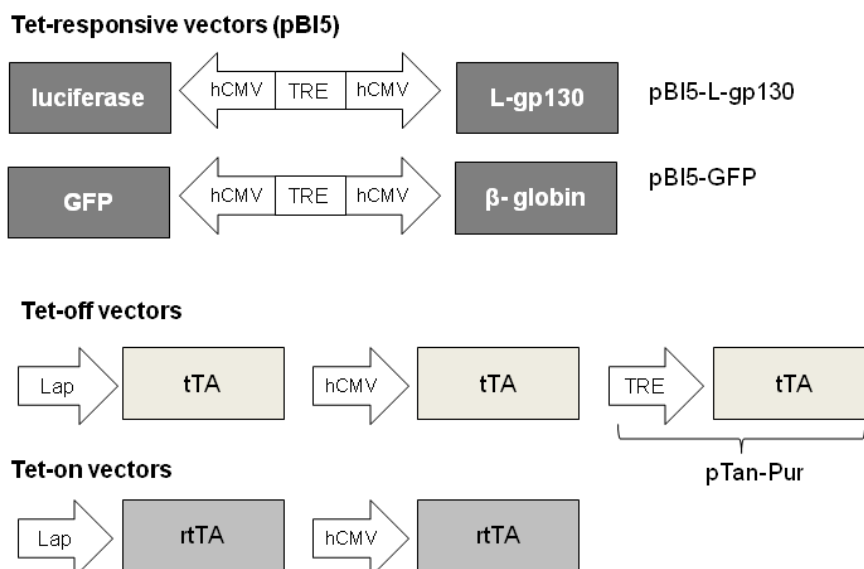 Tet-responsive vectors (pBI5)
luciferase hCMV TRE hCMV L-gp130 pBI5-L-gp130
GFP hCMV TRE hCMV β- globin pBI5-GFP
Tet-off vectors
Lap tTA hCMV tTA TRE tTA
pTan-Pur
Tet-on vectors
Lap rtTA hCMV rtTA